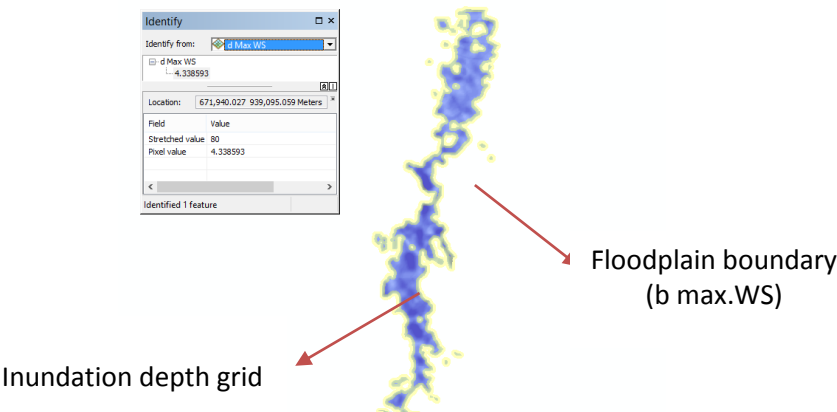 Identify
Identify from: d Max WS
d Max WS
4.338593
Location: 671,940.027 939,095.059 Meters
Field Value
Stretched value 80
Pixel value 4.338593
Identified 1 feature
Floodplain boundary
(b max.WS)
Inundation depth grid